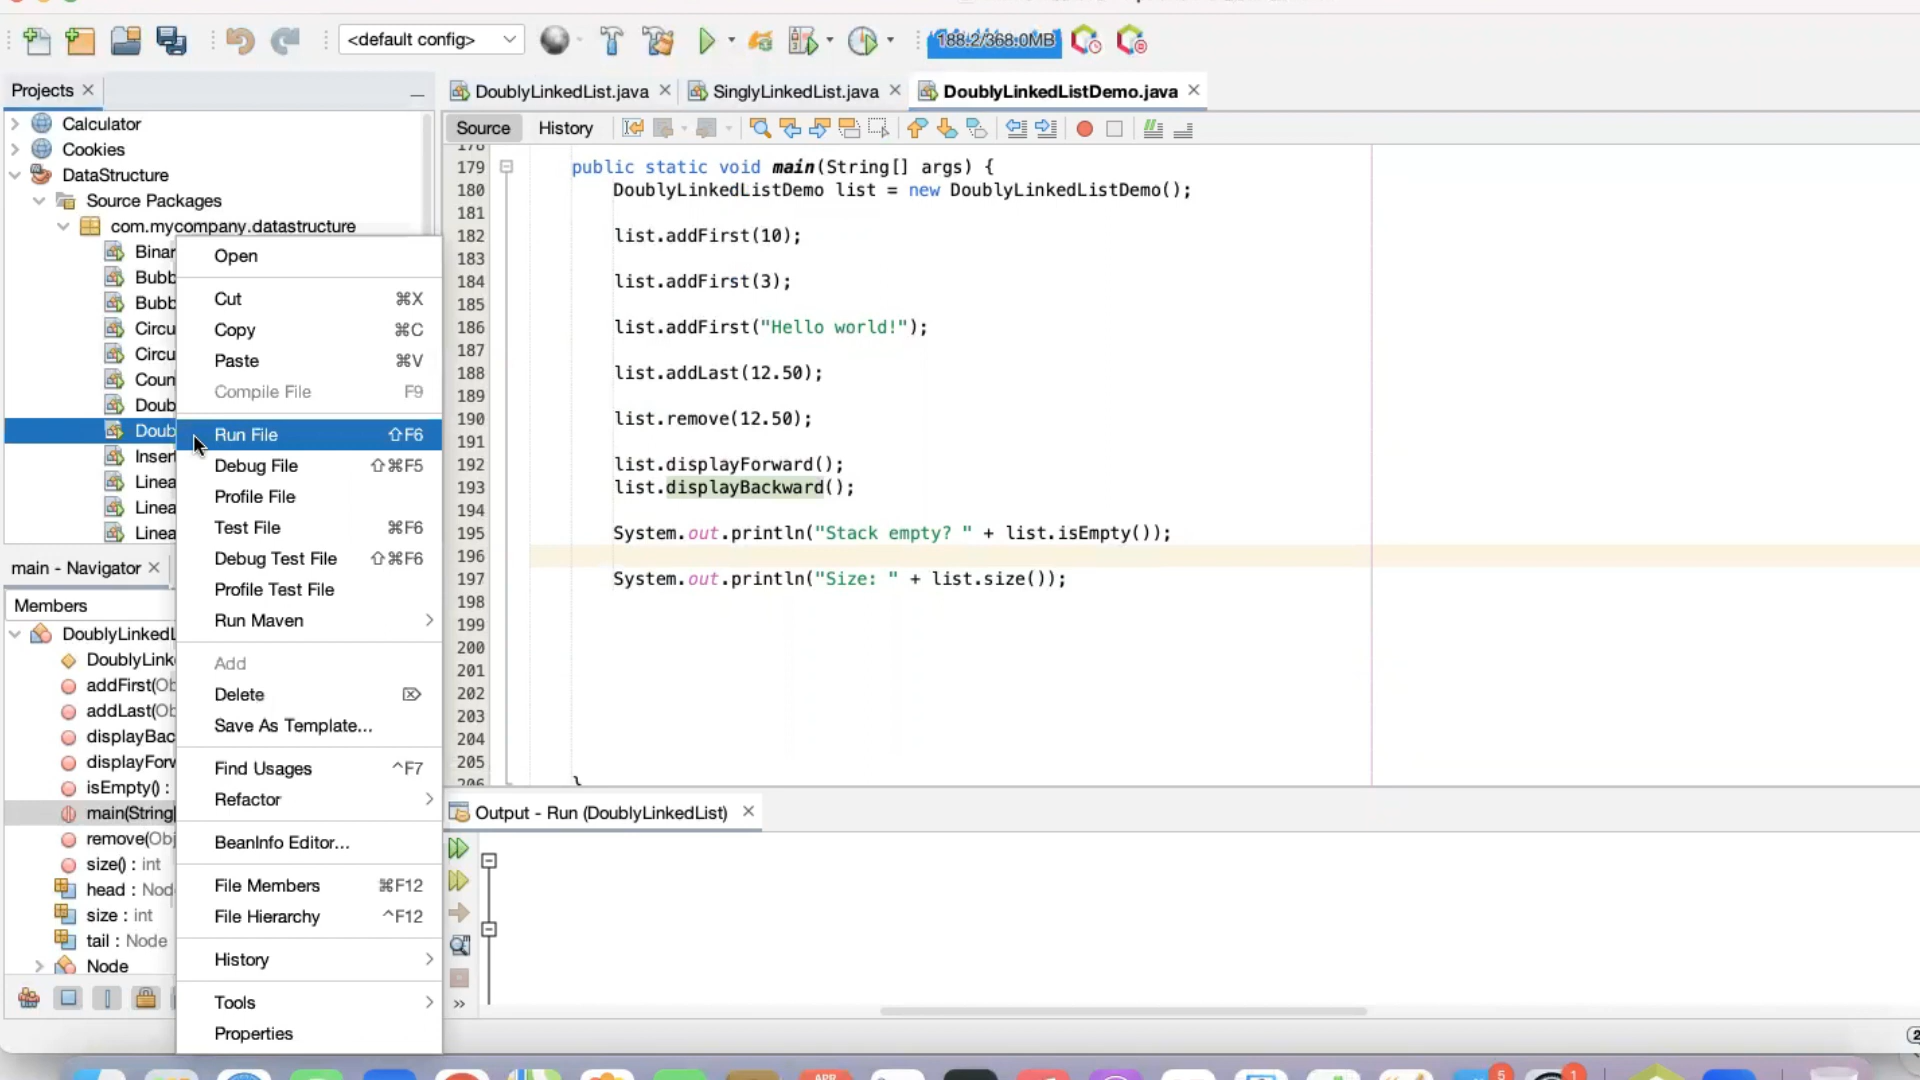 <default config>
188.2/368.0MB
Projects
DoublyLinkedList.java
SinglyLinkedList.java
DoublyLinkedListDemo.java
Source
History
Calculator
Cookies
DataStructure
Source Packages
com.mycompany.datastructure
Binar
Bubb
Bubb
Circu
Circu
Coun
Doub
Doub
Insert
Linea
Linea
Linea
Open
Cut ⌘X
Copy ⌘C
Paste ⌘V
Compile File F9
Run File ⇧F6
Debug File ⇧⌘F5
Profile File
Test File ⌘F6
Debug Test File ⇧⌘F6
Profile Test File
Run Maven
Add
Delete ⌦
Save As Template...
Find Usages ^F7
Refactor
BeanInfo Editor...
File Members ⌘F12
File Hierarchy ^F12
History
Tools
Properties
main - Navigator
Members
DoublyLinkedL
DoublyLinke
addFirst(Ob
addLast(Ob
displayBac
displayForw
isEmpty() :
main(String[
remove(Obj
size() : int
head : Node
size : int
tail : Node
Node
178
179 public static void main(String[] args) {
180 DoublyLinkedListDemo list = new DoublyLinkedListDemo();
181
182 list.addFirst(10);
183
184 list.addFirst(3);
185
186 list.addFirst("Hello world!");
187
188 list.addLast(12.50);
189
190 list.remove(12.50);
191
192 list.displayForward();
193 list.displayBackward();
194
195 System.out.println("Stack empty? " + list.isEmpty());
196
197 System.out.println("Size: " + list.size());
198
199
200
201
202
203
204
205
206 }
Output - Run (DoublyLinkedList)
APR
5
1